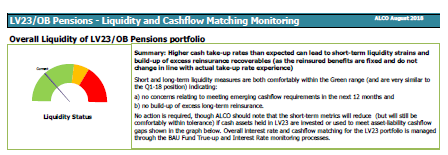 LV23/OB Pensions - Liquidity and Cashflow Matching Monitoring
ALCO August 2018
Overall Liquidity of LV23/OB Pensions portfolio
Current
Liquidity Status
Summary: Higher cash take-up rates than expected can lead to short-term liquidity strains and
build-up of excess reinsurance recoverables (as the reinsured benefits are fixed and do not
change in line with actual take-up rate experience)
Short and long-term liquidity measures are both comfortably within the Green range (and are very similar to
the Q1-18 position) indicating:
a) no concerns relating to meeting emerging cashflow requirements in the next 12 months and
b) no build-up of excess long-term reinsurance.
No action is required, though ALCO should note that the short-term metrics will reduce (but will still be
comfortably within tolerance) if cash assets held in LV23 are invested or used to meet asset-liability cashflow
gaps shown in the graph below. Overall interest rate and cashflow matching for the LV23 portfolio is managed
through the BAU Fund True-up and Interest Rate monitoring processes.